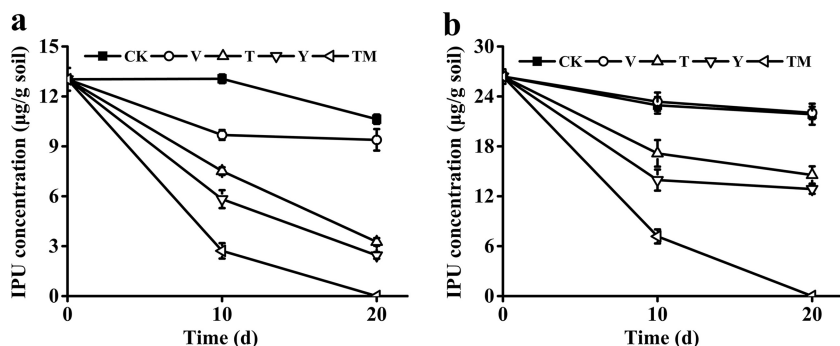 a
CK V T Y TM
IPU concentration (µg/g soil)
15
12
9
6
3
0
0 10 20
Time (d)
b
CK V T Y TM
IPU concentration (µg/g soil)
30
24
18
12
6
0
0 10 20
Time (d)